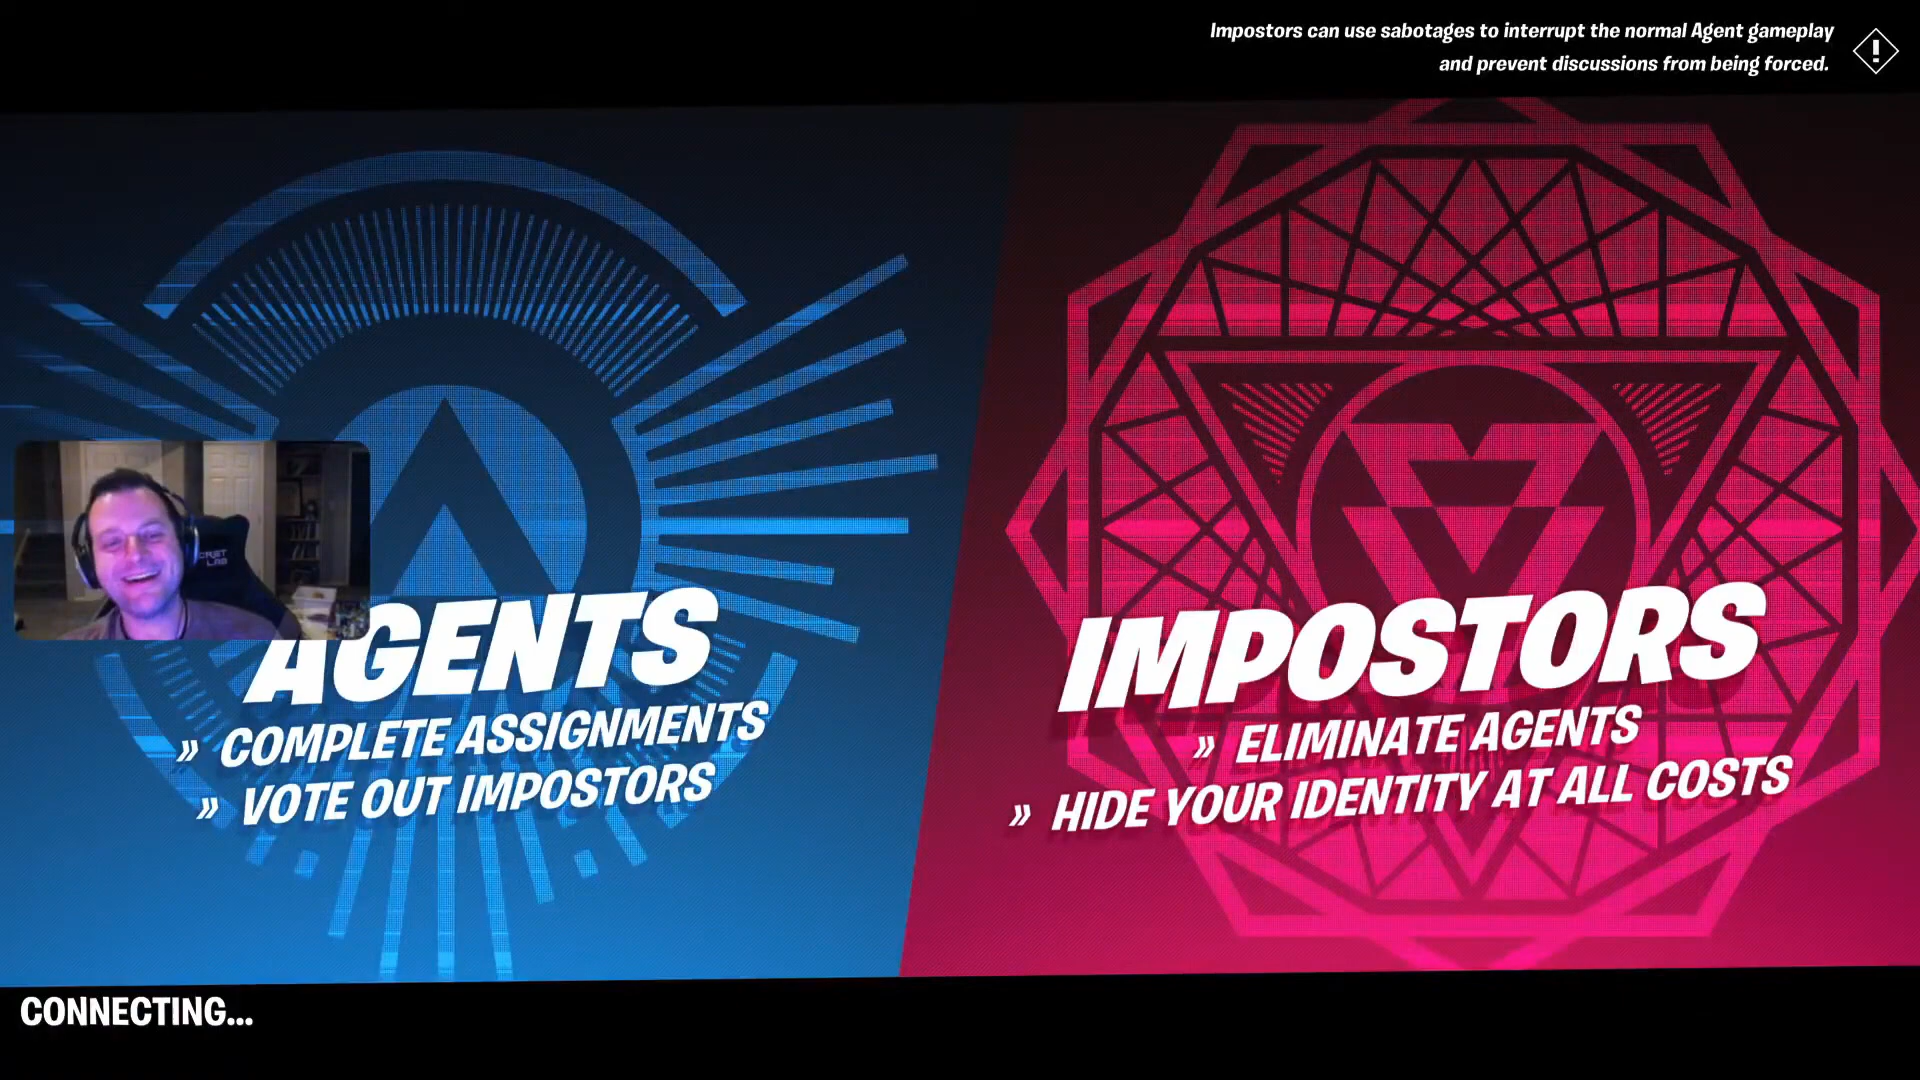 Impostors can use sabotages to interrupt the normal Agent gameplay
and prevent discussions from being forced.
AGENTS
» COMPLETE ASSIGNMENTS
» VOTE OUT IMPOSTORS
IMPOSTORS
» ELIMINATE AGENTS
» HIDE YOUR IDENTITY AT ALL COSTS
CONNECTING...